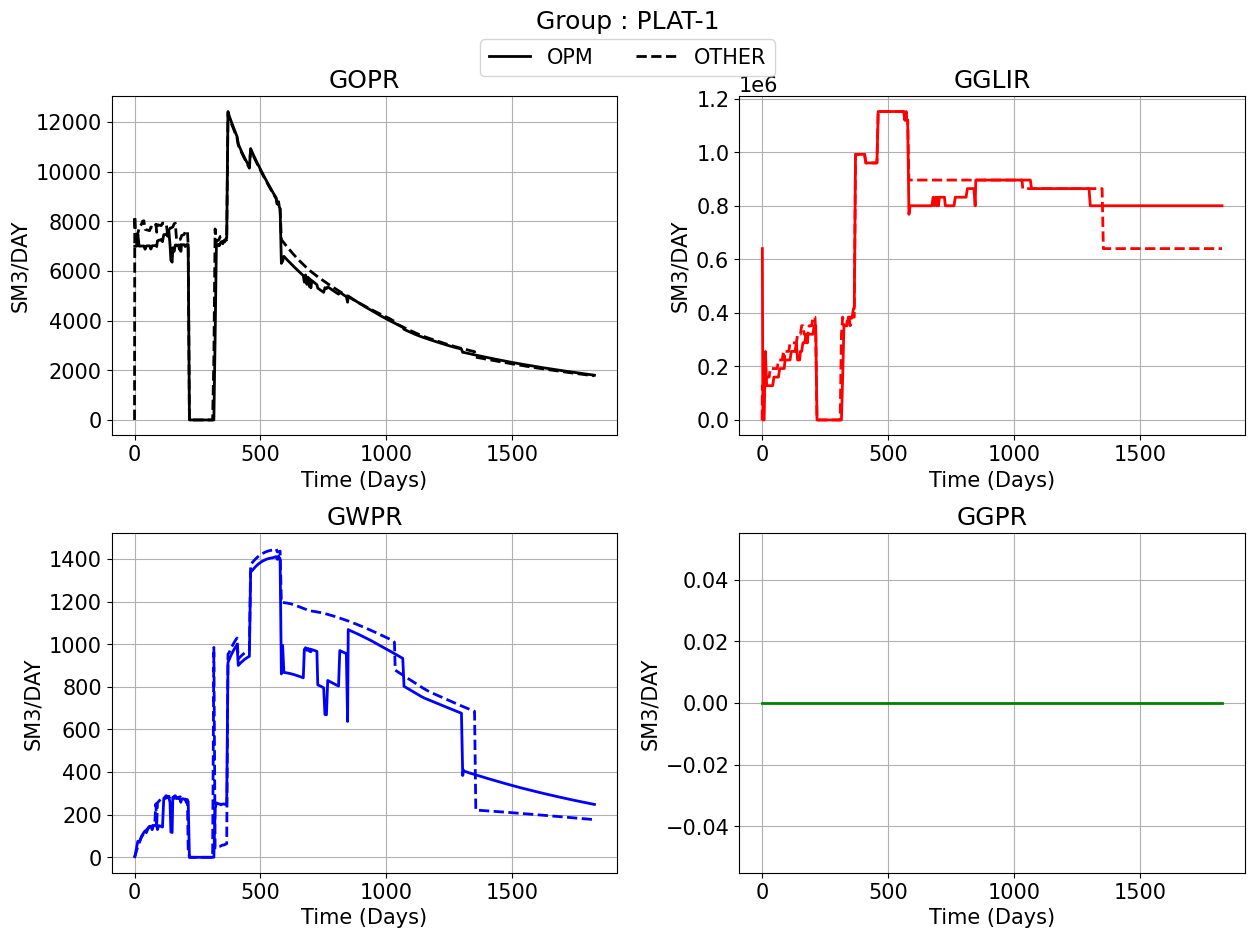 Group : PLAT-1
OPM OTHER
GOPR
SM3/DAY
12000
10000
8000
6000
4000
2000
0
0 500 1000 1500
Time (Days)
GGLIR
1e6
SM3/DAY
1.2
1.0
0.8
0.6
0.4
0.2
0.0
0 500 1000 1500
Time (Days)
GWPR
SM3/DAY
1400
1200
1000
800
600
400
200
0
0 500 1000 1500
Time (Days)
GGPR
SM3/DAY
0.04
0.02
0.00
−0.02
−0.04
0 500 1000 1500
Time (Days)